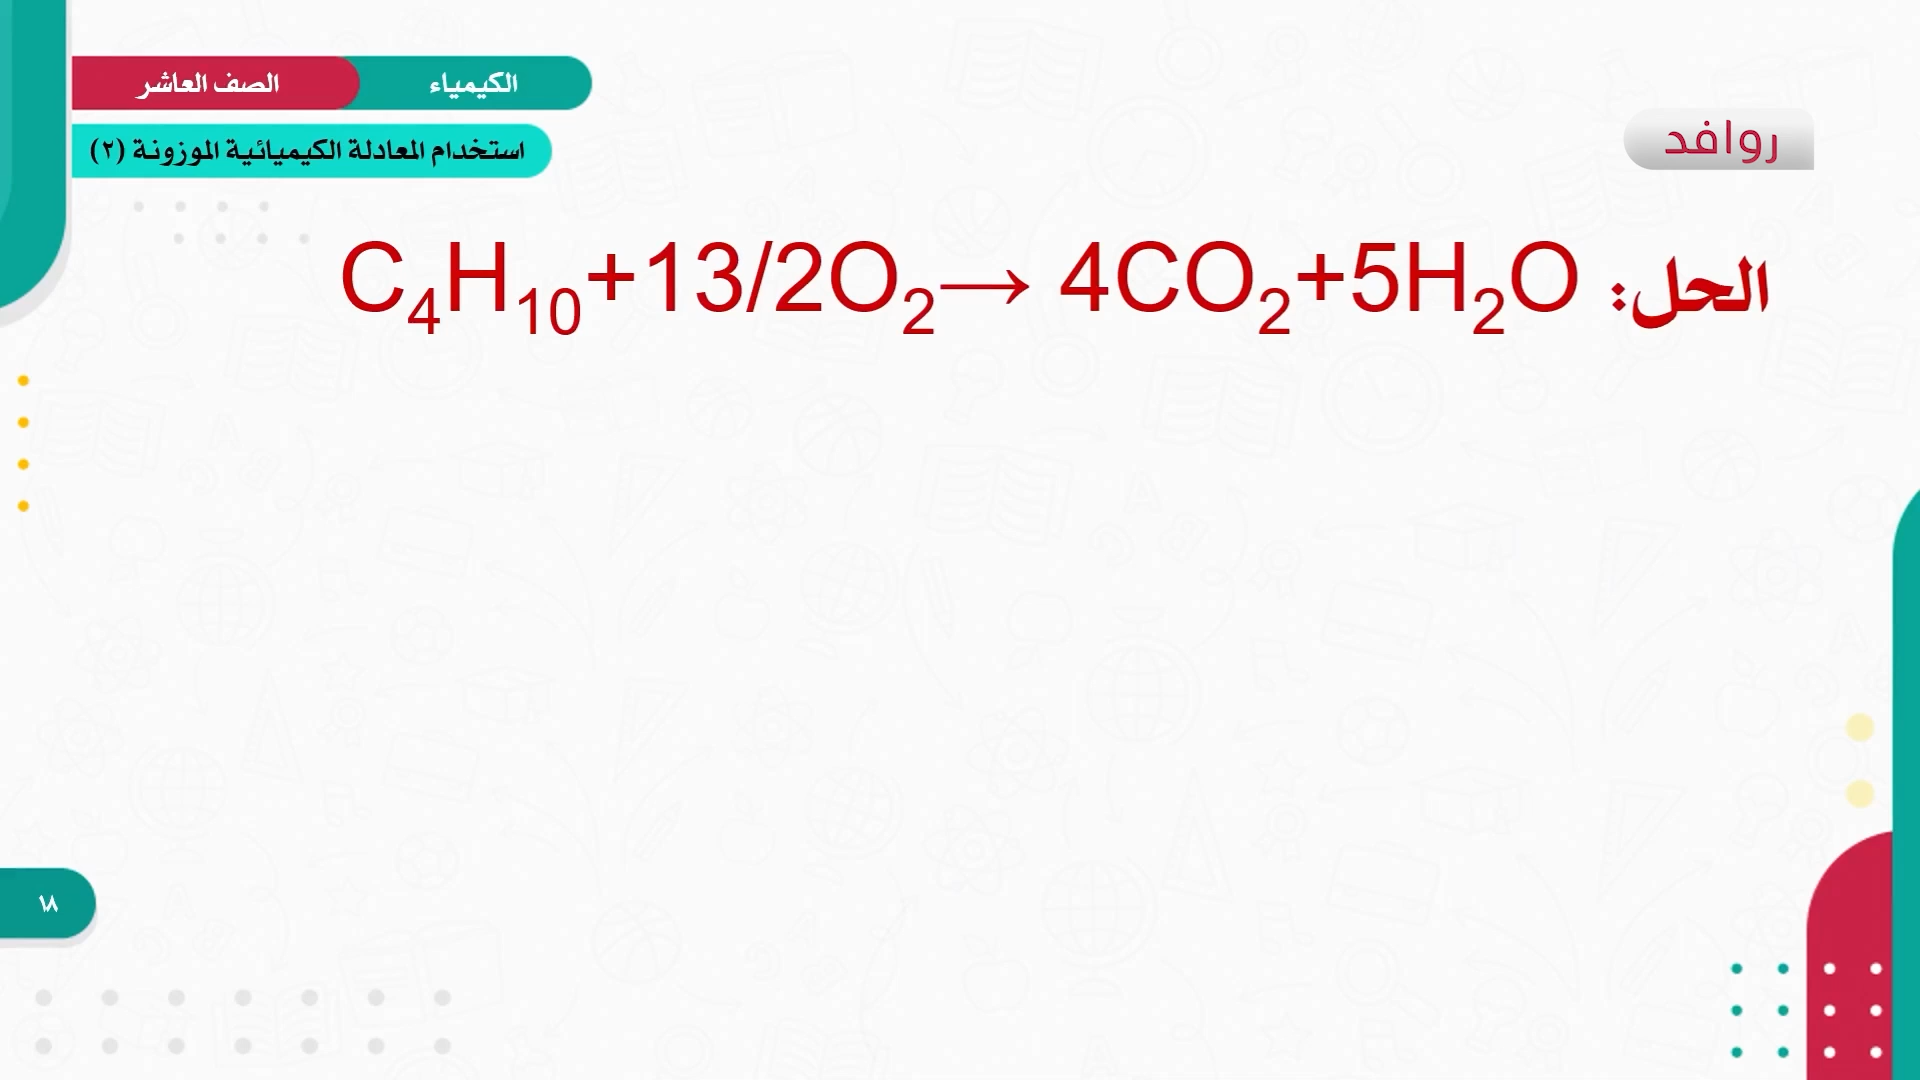 الكيمياء
الصف العاشر
استخدام المعادلة الكيميائية الموزونة (٢)
روافد
الحل: C₄H₁₀+13/2O₂→ 4CO₂+5H₂O
١٨